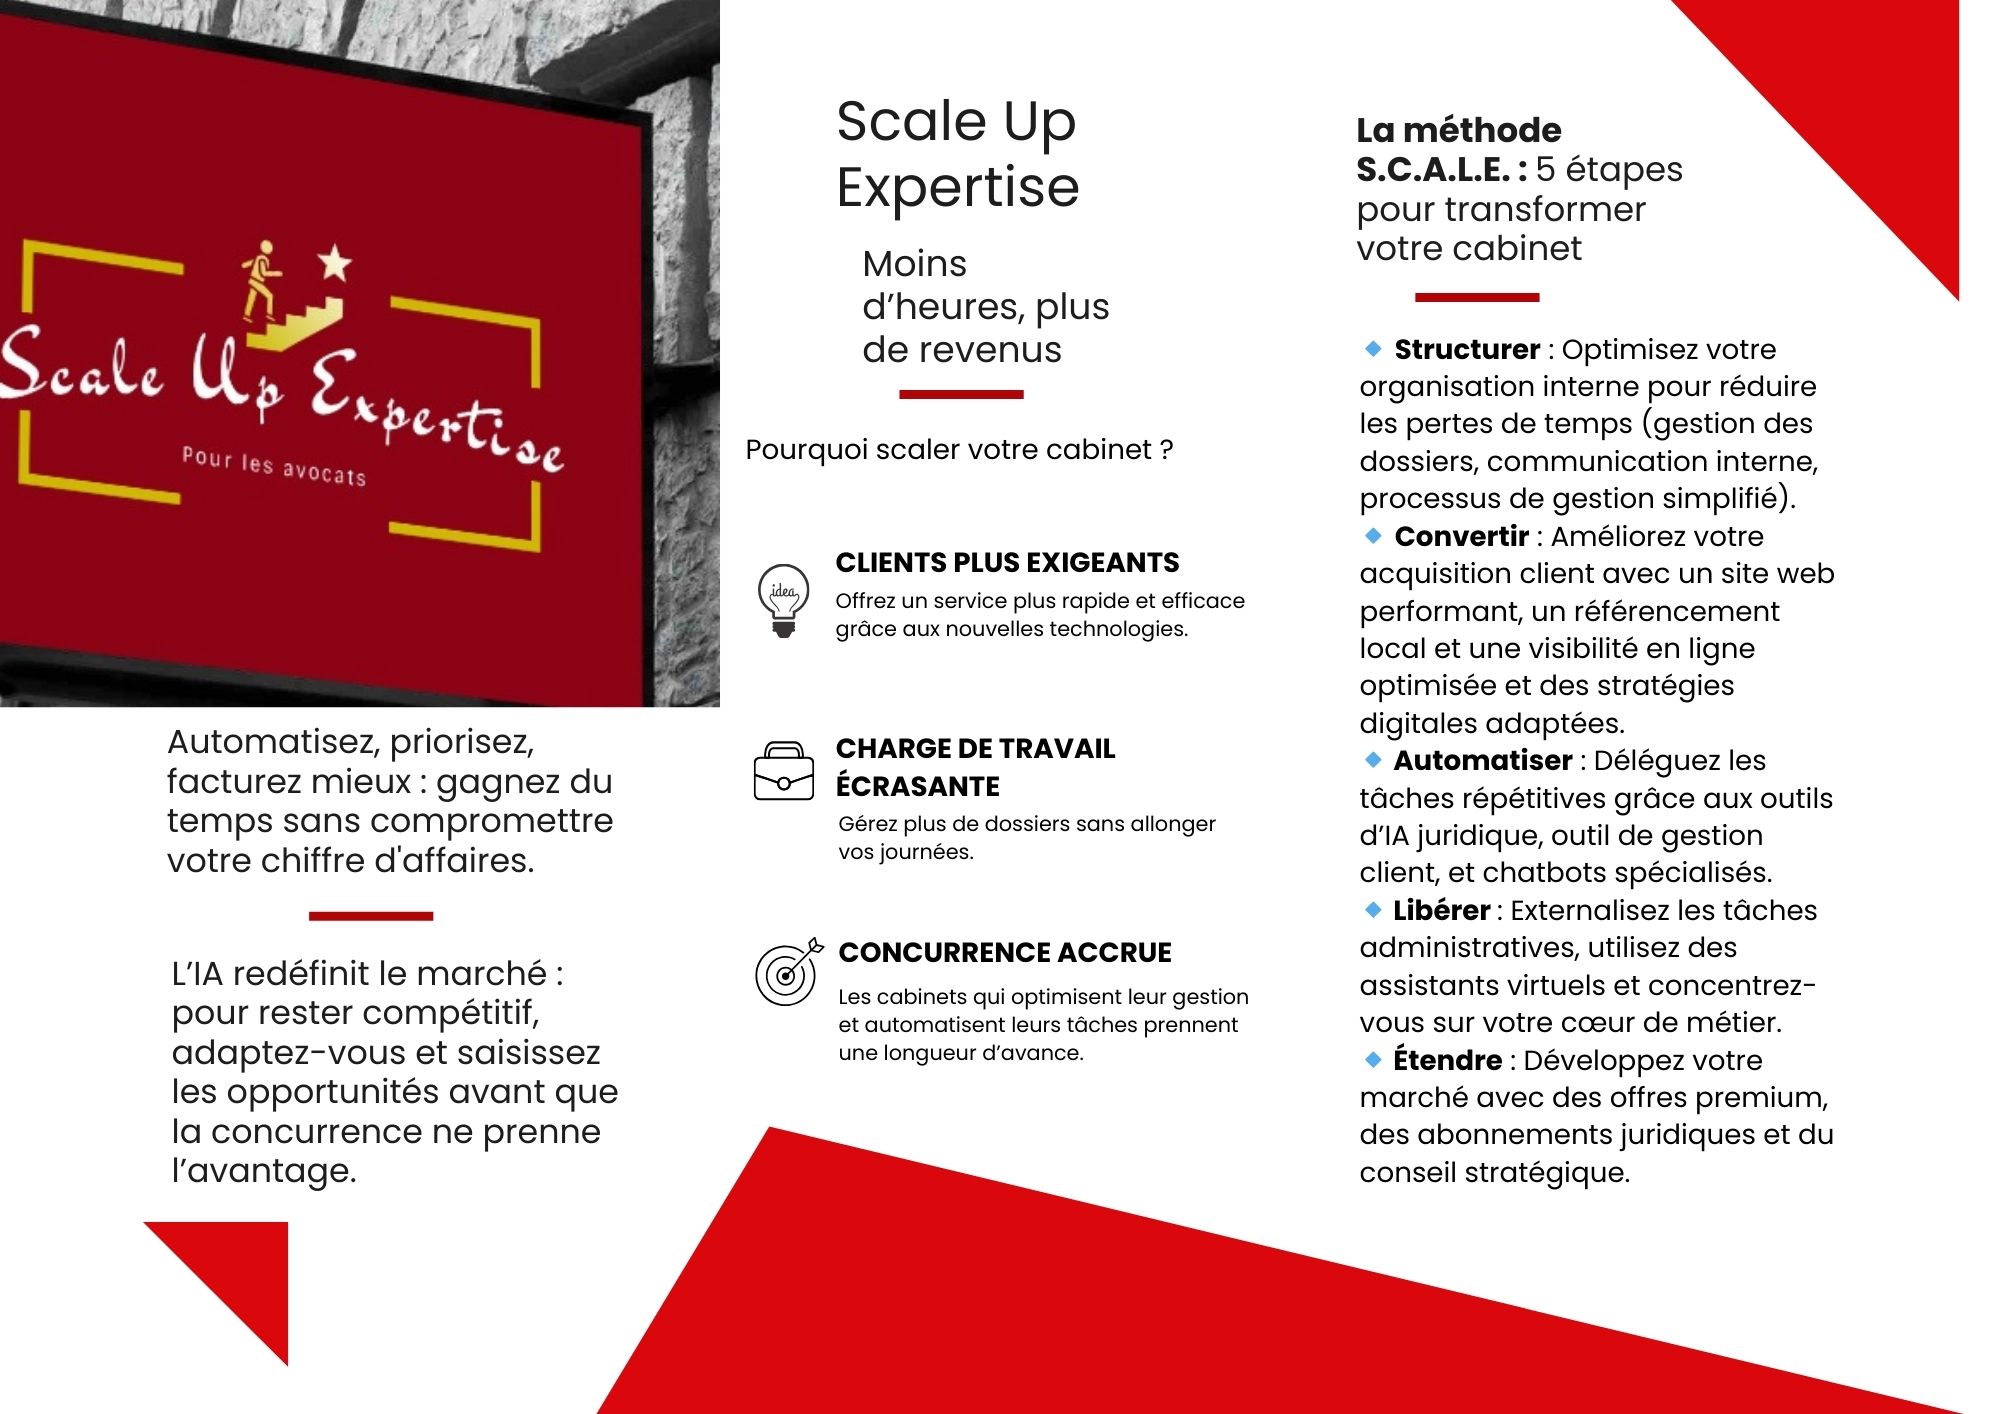 Scale Up Expertise
Pour les avocats
Automatisez, priorisez,
facturez mieux : gagnez du
temps sans compromettre
votre chiffre d'affaires.
L’IA redéfinit le marché :
pour rester compétitif,
adaptez-vous et saisissez
les opportunités avant que
la concurrence ne prenne
l’avantage.
Scale Up
Expertise
Moins
d’heures, plus
de revenus
Pourquoi scaler votre cabinet ?
idea
CLIENTS PLUS EXIGEANTS
Offrez un service plus rapide et efficace
grâce aux nouvelles technologies.
CHARGE DE TRAVAIL
ÉCRASANTE
Gérez plus de dossiers sans allonger
vos journées.
CONCURRENCE ACCRUE
Les cabinets qui optimisent leur gestion
et automatisent leurs tâches prennent
une longueur d’avance.
La méthode
S.C.A.L.E. : 5 étapes
pour transformer
votre cabinet
🔹 Structurer : Optimisez votre
organisation interne pour réduire
les pertes de temps (gestion des
dossiers, communication interne,
processus de gestion simplifié).
🔹 Convertir : Améliorez votre
acquisition client avec un site web
performant, un référencement
local et une visibilité en ligne
optimisée et des stratégies
digitales adaptées.
🔹 Automatiser : Déléguez les
tâches répétitives grâce aux outils
d’IA juridique, outil de gestion
client, et chatbots spécialisés.
🔹 Libérer : Externalisez les tâches
administratives, utilisez des
assistants virtuels et concentrez-
vous sur votre cœur de métier.
🔹 Étendre : Développez votre
marché avec des offres premium,
des abonnements juridiques et du
conseil stratégique.